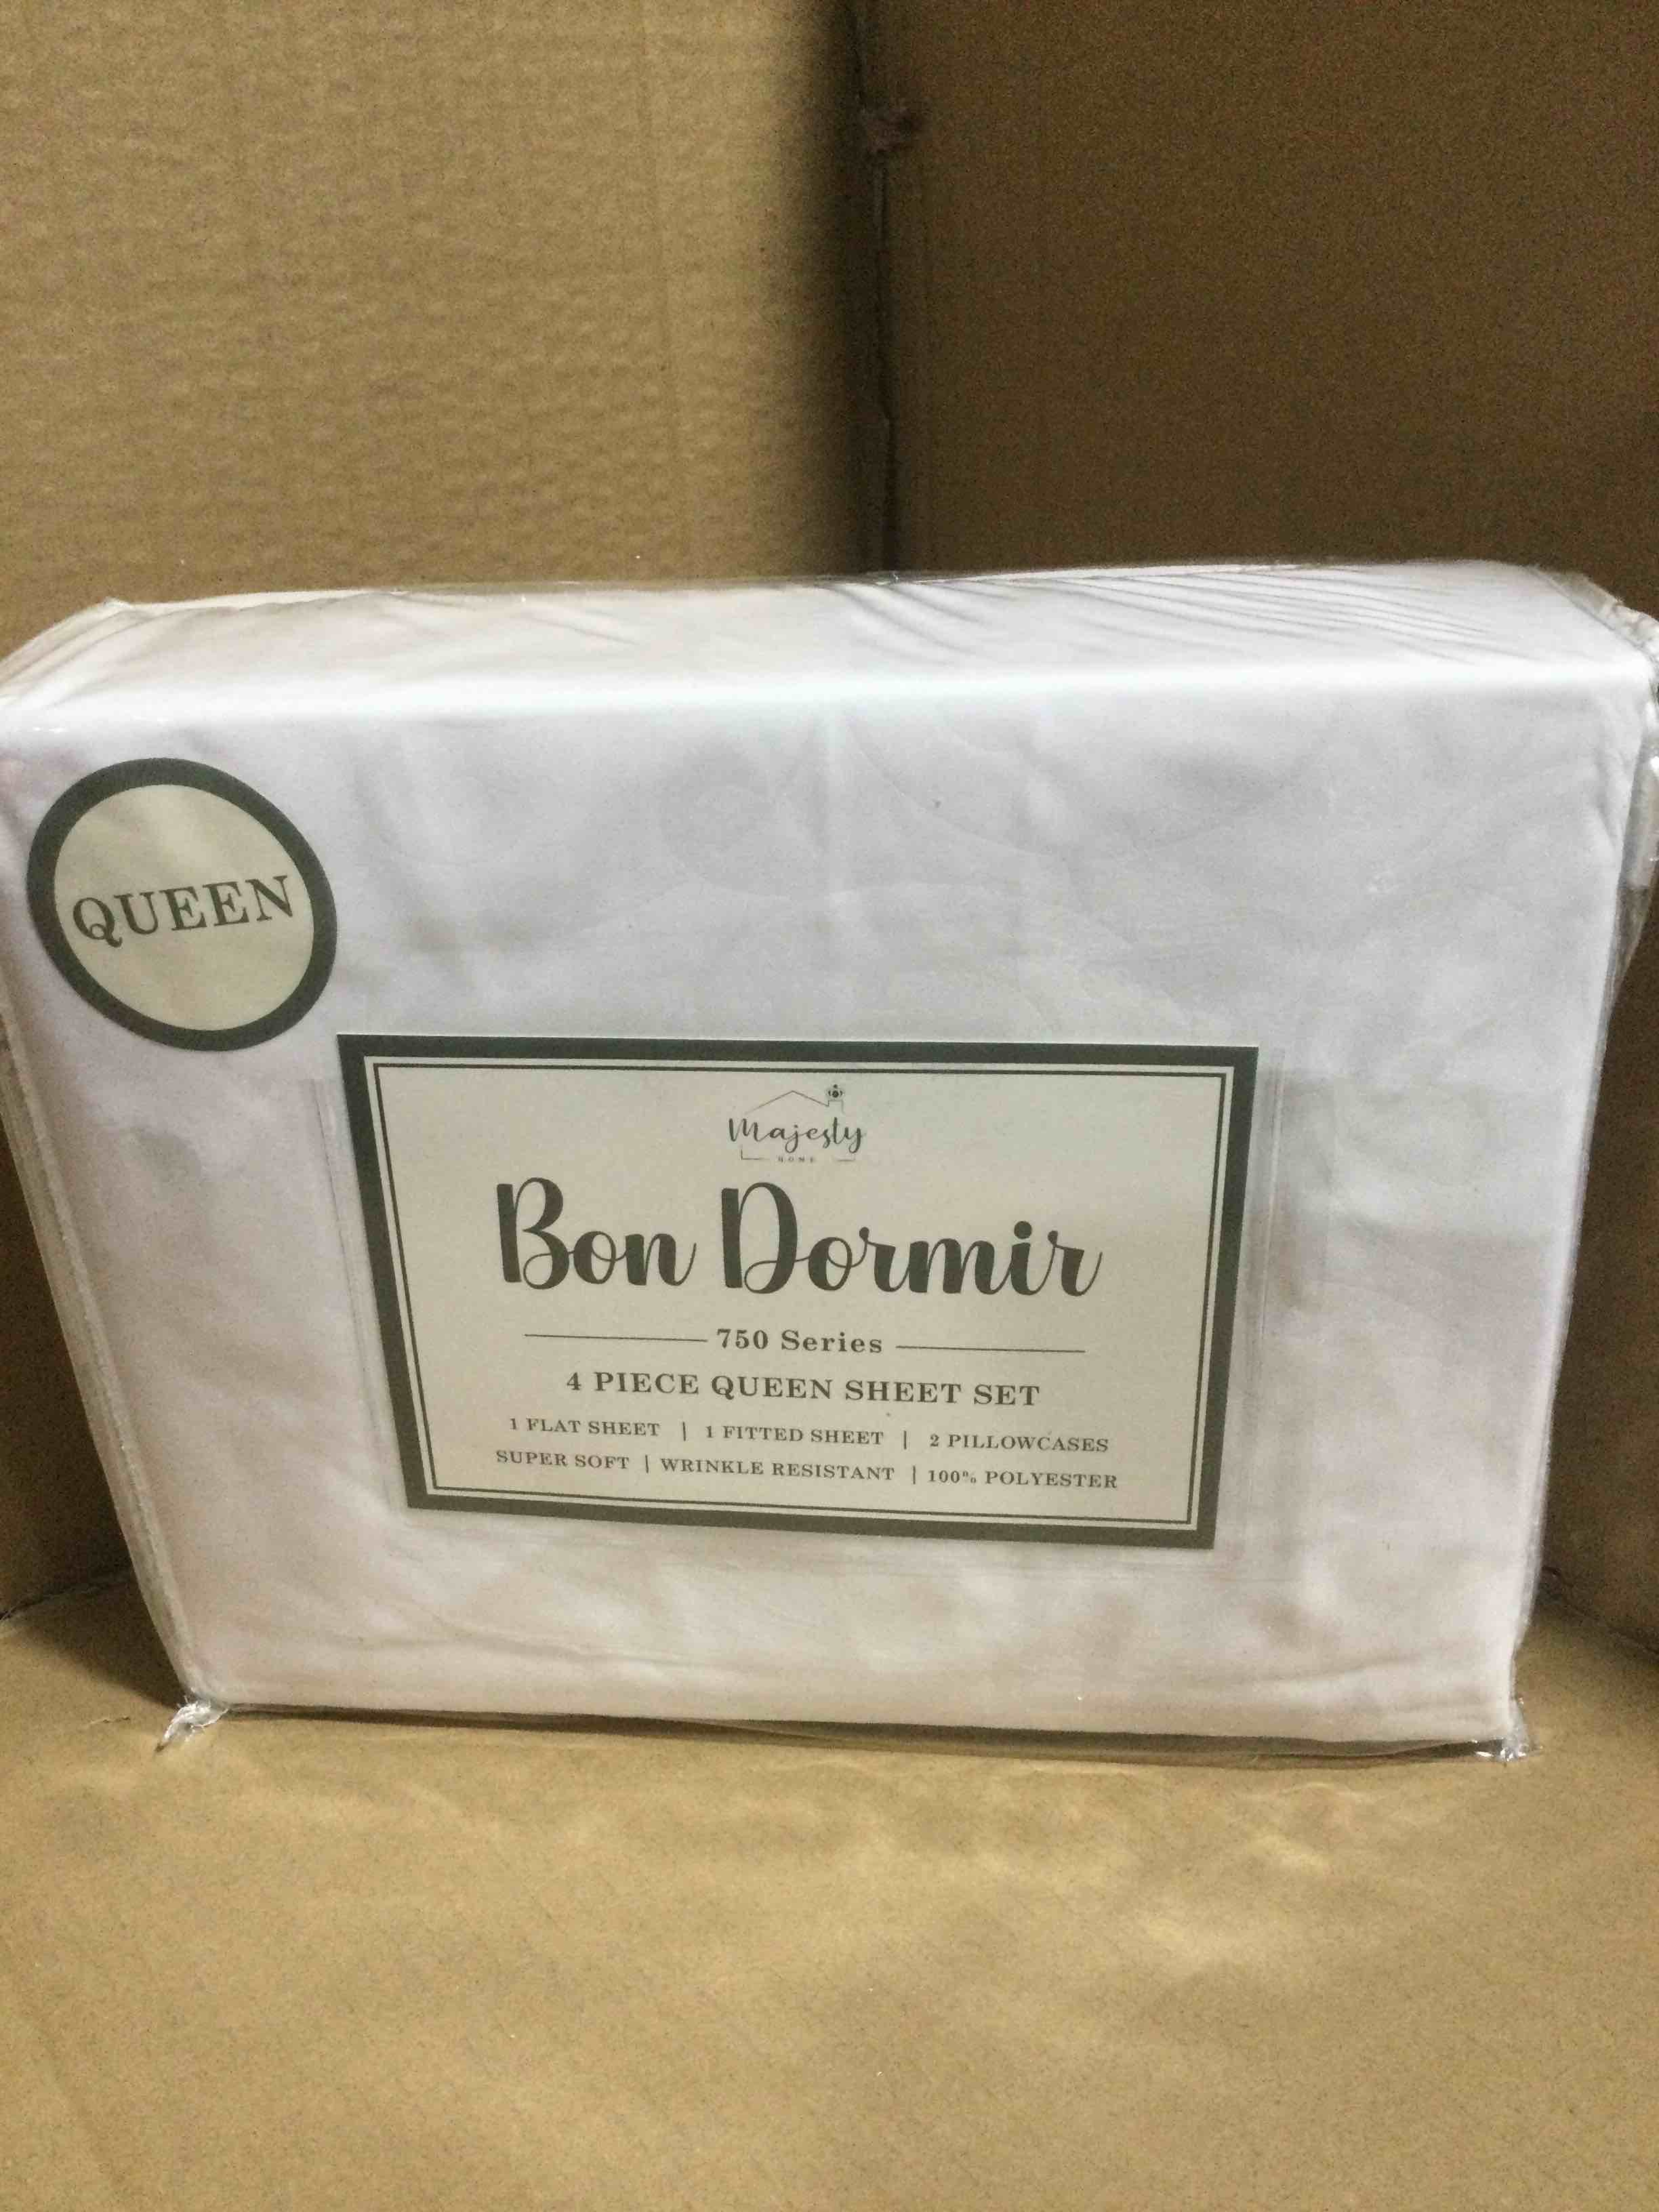 QUEEN
Majesty
HOME
Bon Dormir
750 Series
4 PIECE QUEEN SHEET SET
1 FLAT SHEET | 1 FITTED SHEET | 2 PILLOWCASES
SUPER SOFT | WRINKLE RESISTANT | 100% POLYESTER